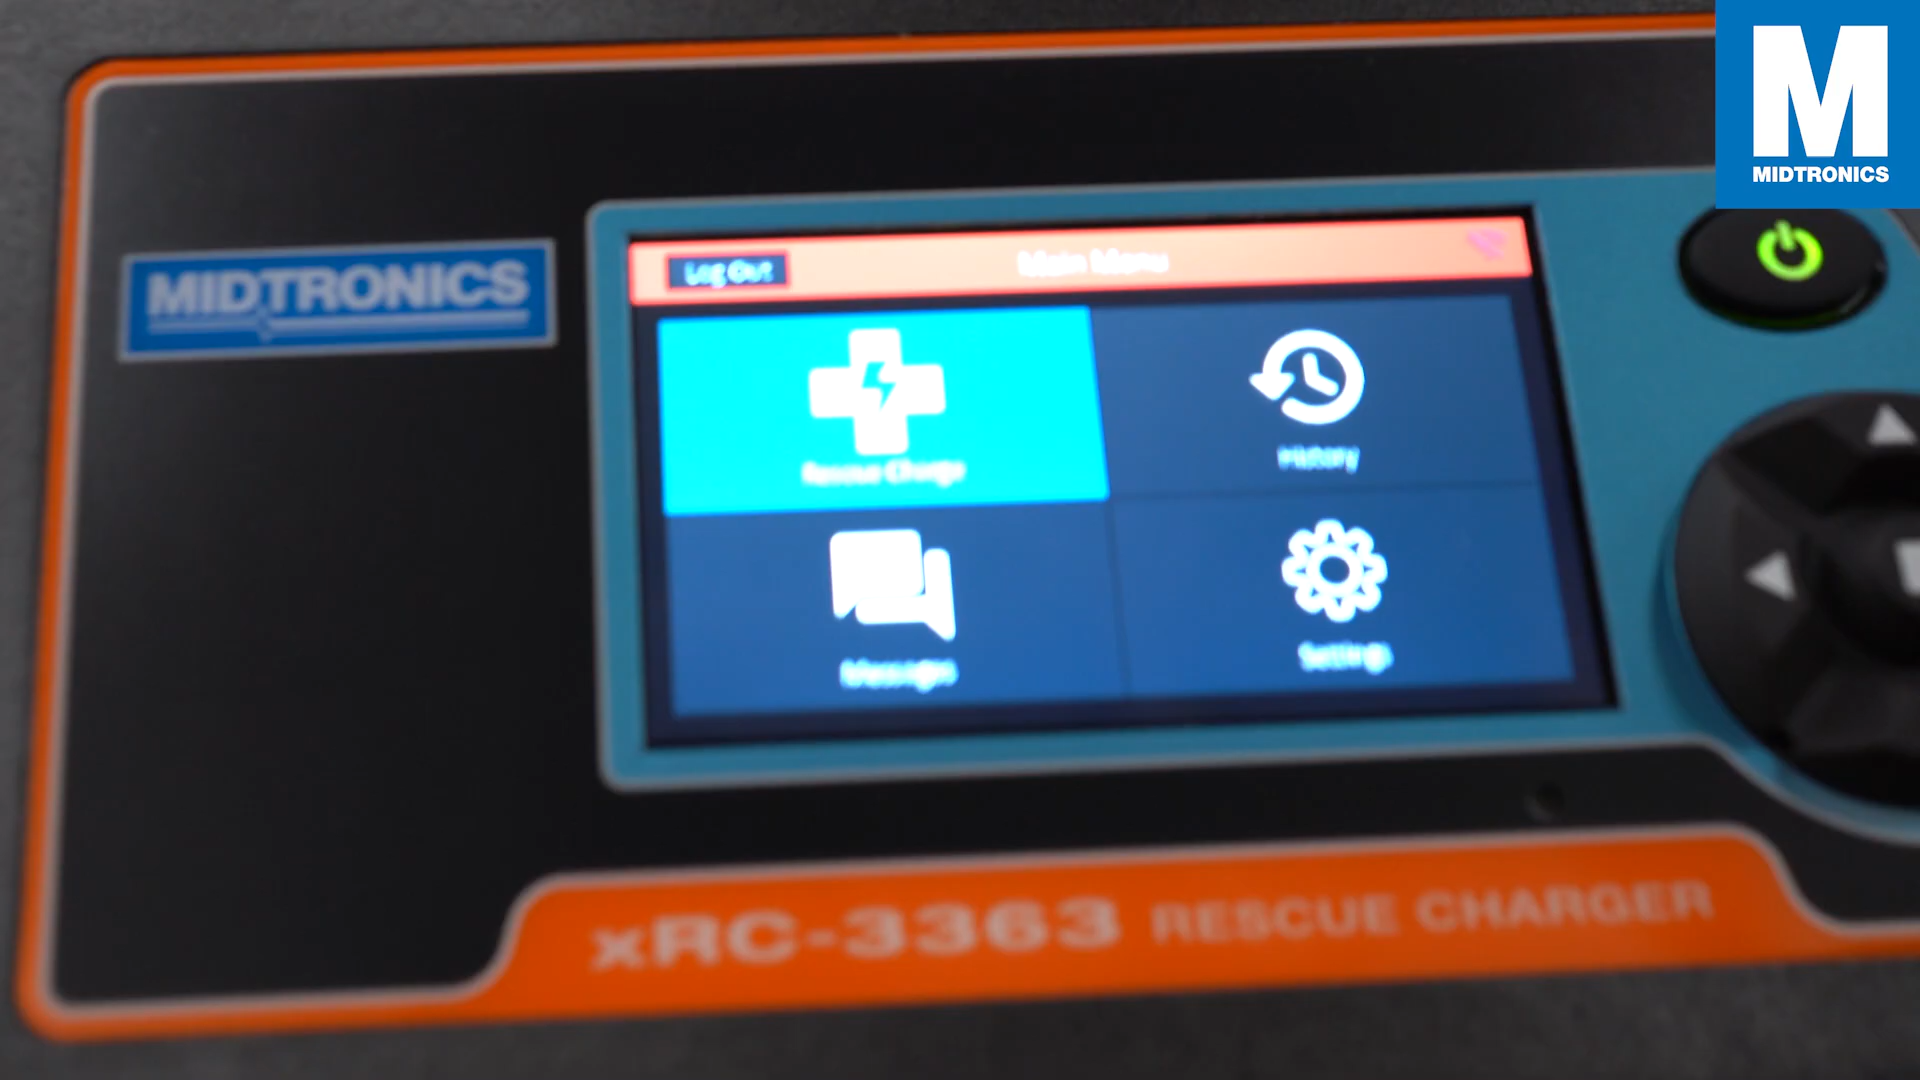 M
MIDTRONICS
MIDTRONICS
Log Out
Main Menu
Rescue Charge
History
Messages
Settings
xRC-3363 RESCUE CHARGER